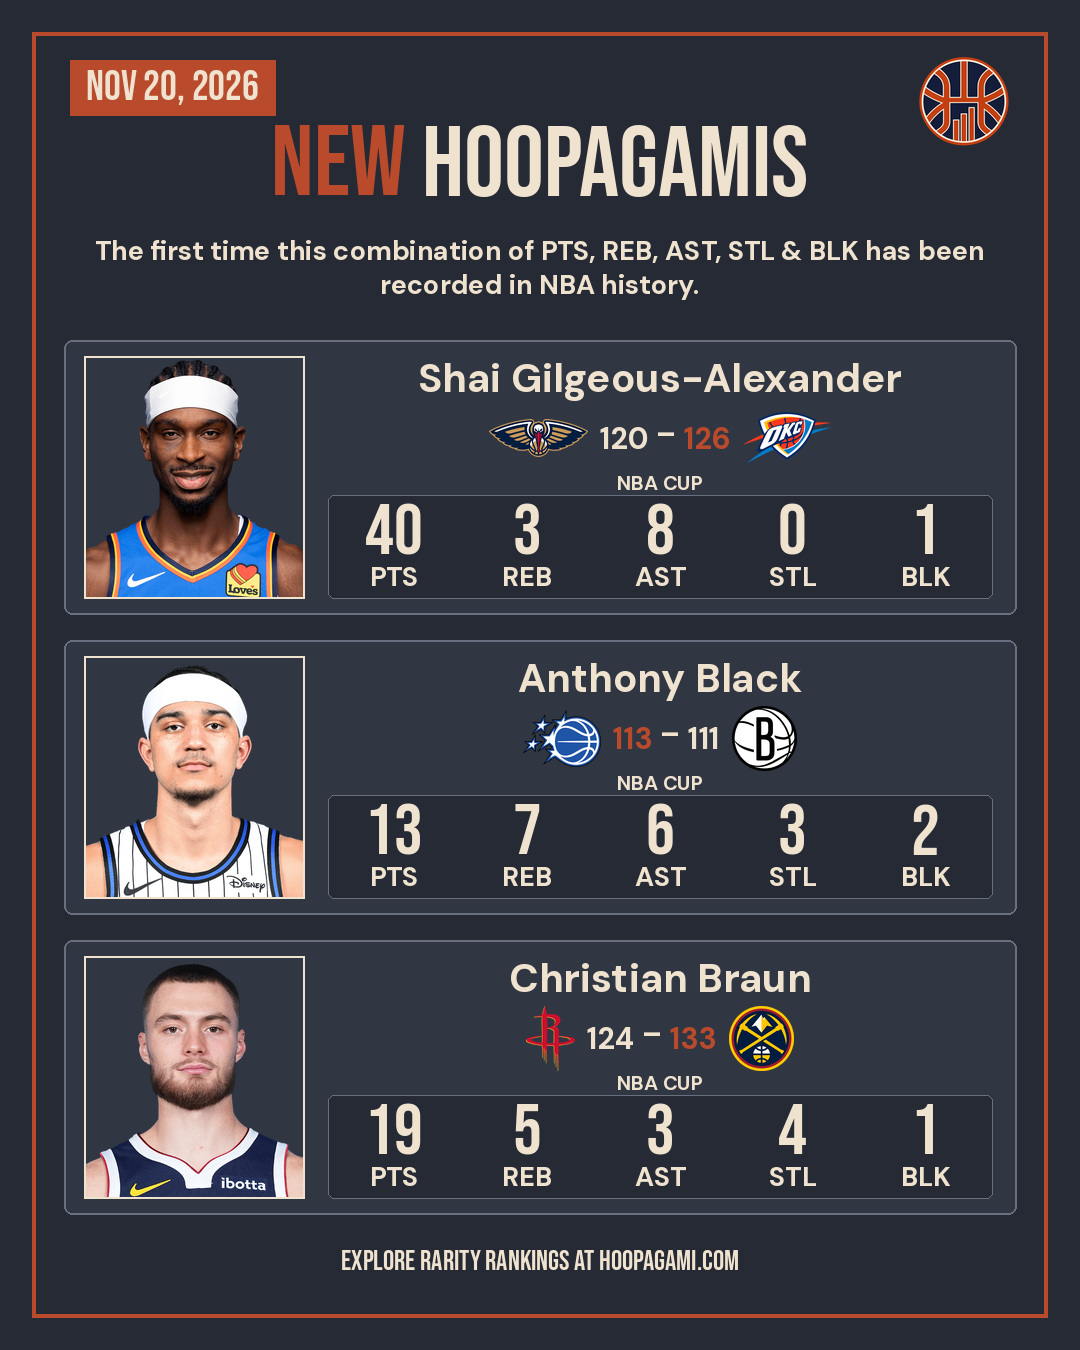 NOV 20, 2026
NEW HOOPAGAMIS
The first time this combination of PTS, REB, AST, STL & BLK has been
recorded in NBA history.
Shai Gilgeous-Alexander
120 – 126
OKC
NBA CUP
40 3 8 0 1
PTS REB AST STL BLK
Love's
Anthony Black
113 – 111
B
NBA CUP
13 7 6 3 2
PTS REB AST STL BLK
Disney
Christian Braun
R
124 – 133
NBA CUP
19 5 3 4 1
PTS REB AST STL BLK
ibotta
EXPLORE RARITY RANKINGS AT HOOPAGAMI.COM